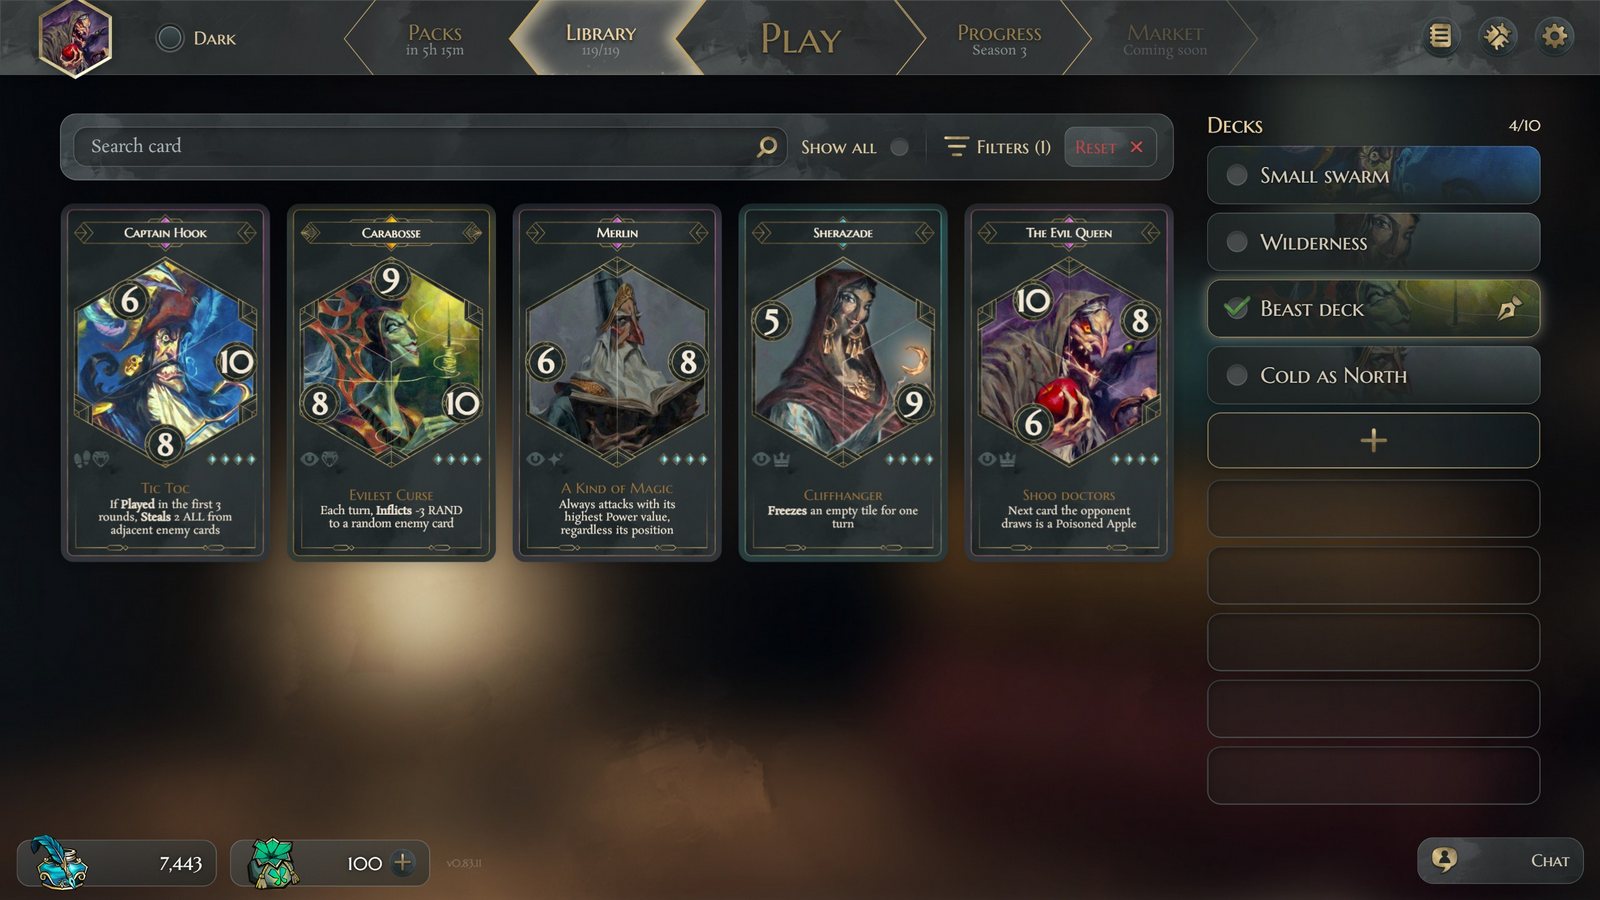 Dark
Packs
in 5h 15m
Library
119/119
Play
Progress
Season 3
Market
Coming soon
Search card
Show all
Filters (1)
Reset
Decks
4/10
Small swarm
Wilderness
Beast deck
Cold as North
Captain Hook
6
10
8
Tic Toc
If Played in the first 3
rounds, Steals 2 ALL from
adjacent enemy cards
Carabosse
9
8
10
Evilest Curse
Each turn, Inflicts -3 RAND
to a random enemy card
Merlin
6
8
A Kind of Magic
Always attacks with its
highest Power value,
regardless its position
Sherazade
5
9
Cliffhanger
Freezes an empty tile for one
turn
The Evil Queen
10
8
6
Shoo doctors
Next card the opponent
draws is a Poisoned Apple
7,443
100
v0.83.11
Chat